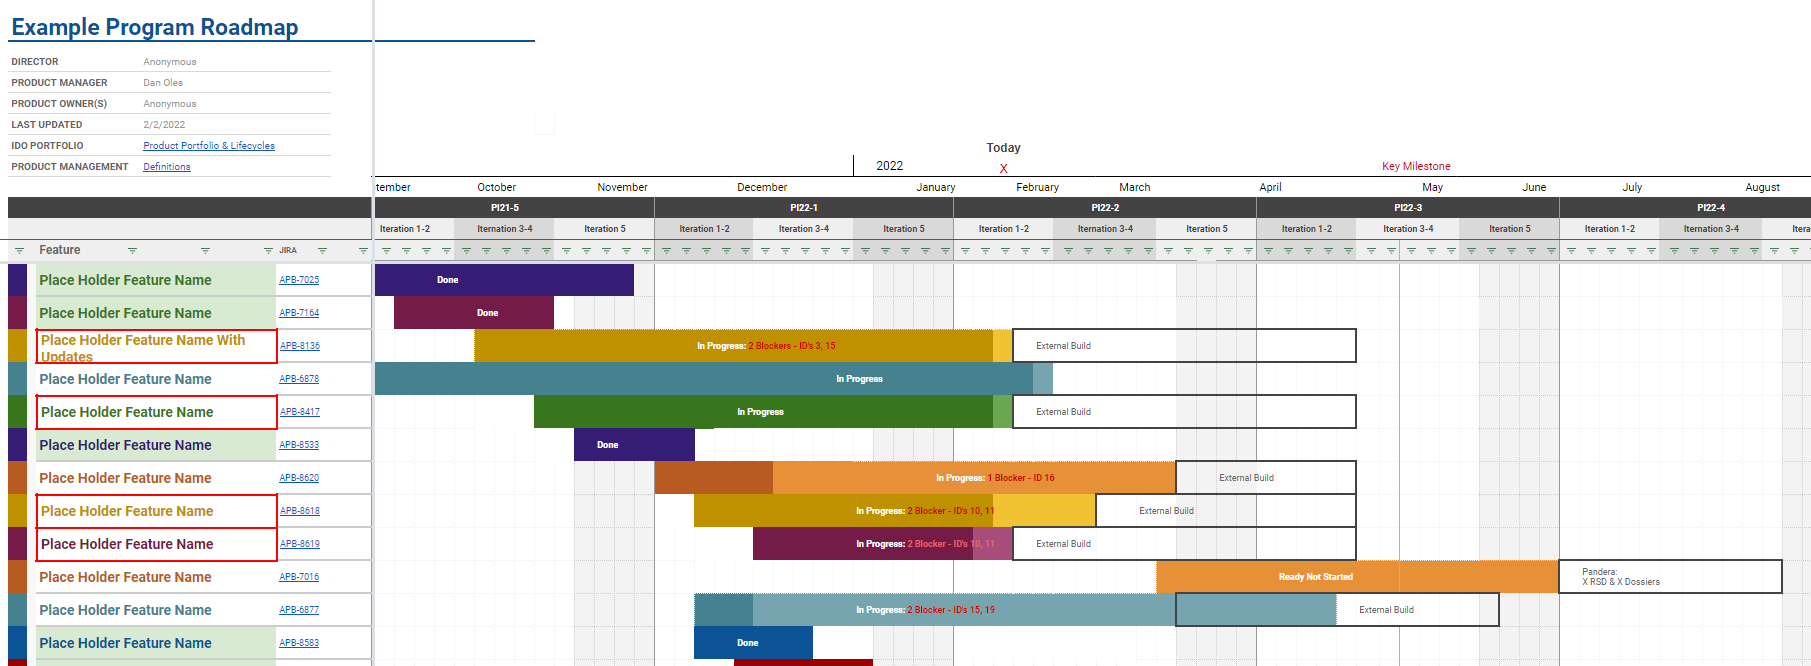 Example Program Roadmap
DIRECTOR Anonymous
PRODUCT MANAGER Dan Oles
PRODUCT OWNER(S) Anonymous
LAST UPDATED 2/2/2022
IDO PORTFOLIO Product Portfolio & Lifecycles
PRODUCT MANAGEMENT Definitions
Today
2022 X Key Milestone
tember October November December January February March April May June July August
PI21-5 PI22-1 PI22-2 PI22-3 PI22-4
Iteration 1-2 Iternation 3-4 Iteration 5 Iteration 1-2 Iteration 3-4 Iteration 5 Iteration 1-2 Iternation 3-4 Iteration 5 Iteration 1-2 Iteration 3-4 Iteration 5 Iteration 1-2 Iternation 3-4 Itera
Feature JIRA
Place Holder Feature Name APB-7025 Done
Place Holder Feature Name APB-7164 Done
Place Holder Feature Name With
Updates APB-8136 In Progress: 2 Blockers - ID's 3, 15 External Build
Place Holder Feature Name APB-6878 In Progress
Place Holder Feature Name APB-8417 In Progress External Build
Place Holder Feature Name APB-8533 Done
Place Holder Feature Name APB-8620 In Progress: 1 Blocker - ID 16 External Build
Place Holder Feature Name APB-8618 In Progress: 2 Blocker - ID's 10, 11 External Build
Place Holder Feature Name APB-8619 In Progress: 2 Blocker - ID's 10, 11 External Build
Place Holder Feature Name APB-7016 Ready Not Started Pandera:
X RSD & X Dossiers
Place Holder Feature Name APB-6877 In Progress: 2 Blocker - ID's 15, 19 External Build
Place Holder Feature Name APB-8583 Done